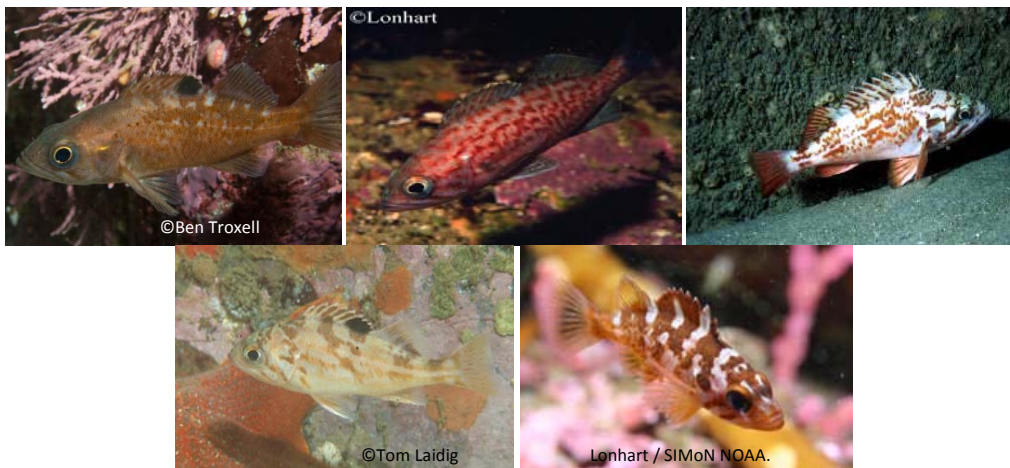 ©Lonhart
©Ben Troxell
©Tom Laidig
Lonhart / SIMoN NOAA.